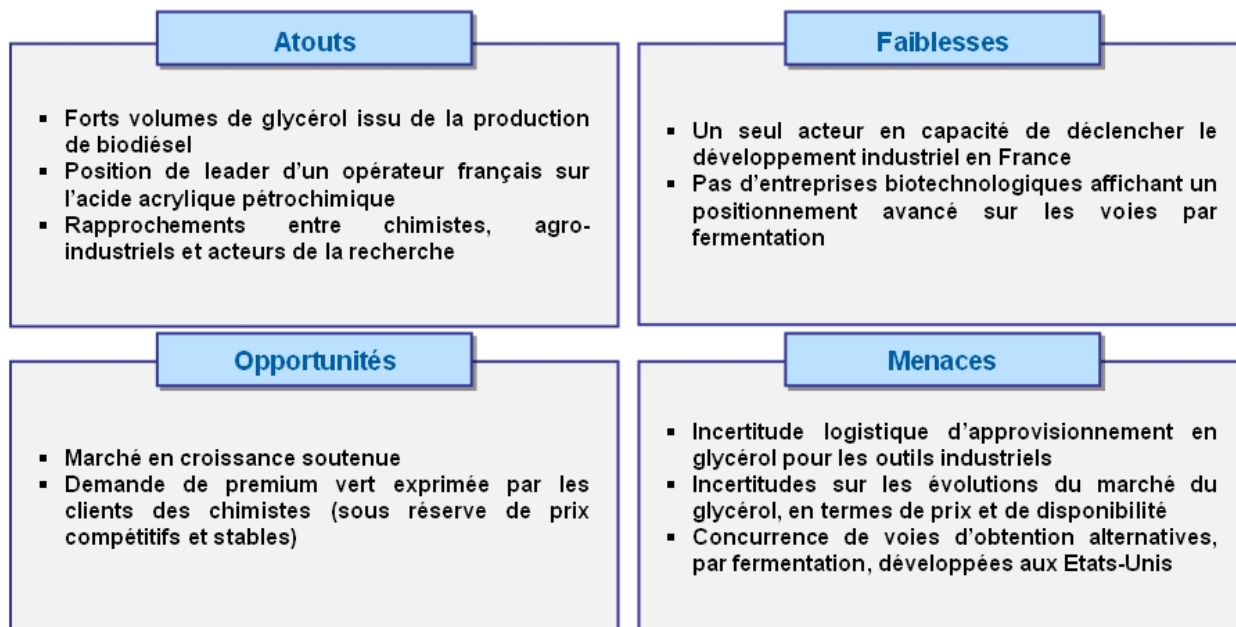 Atouts
▪ Forts volumes de glycérol issu de la production
de biodiésel
▪ Position de leader d'un opérateur français sur
l'acide acrylique pétrochimique
▪ Rapprochements entre chimistes, agro-
industriels et acteurs de la recherche
Faiblesses
▪ Un seul acteur en capacité de déclencher le
développement industriel en France
▪ Pas d'entreprises biotechnologiques affichant un
positionnement avancé sur les voies par
fermentation
Opportunités
▪ Marché en croissance soutenue
▪ Demande de premium vert exprimée par les
clients des chimistes (sous réserve de prix
compétitifs et stables)
Menaces
▪ Incertitude logistique d'approvisionnement en
glycérol pour les outils industriels
▪ Incertitudes sur les évolutions du marché du
glycérol, en termes de prix et de disponibilité
▪ Concurrence de voies d'obtention alternatives,
par fermentation, développées aux Etats-Unis